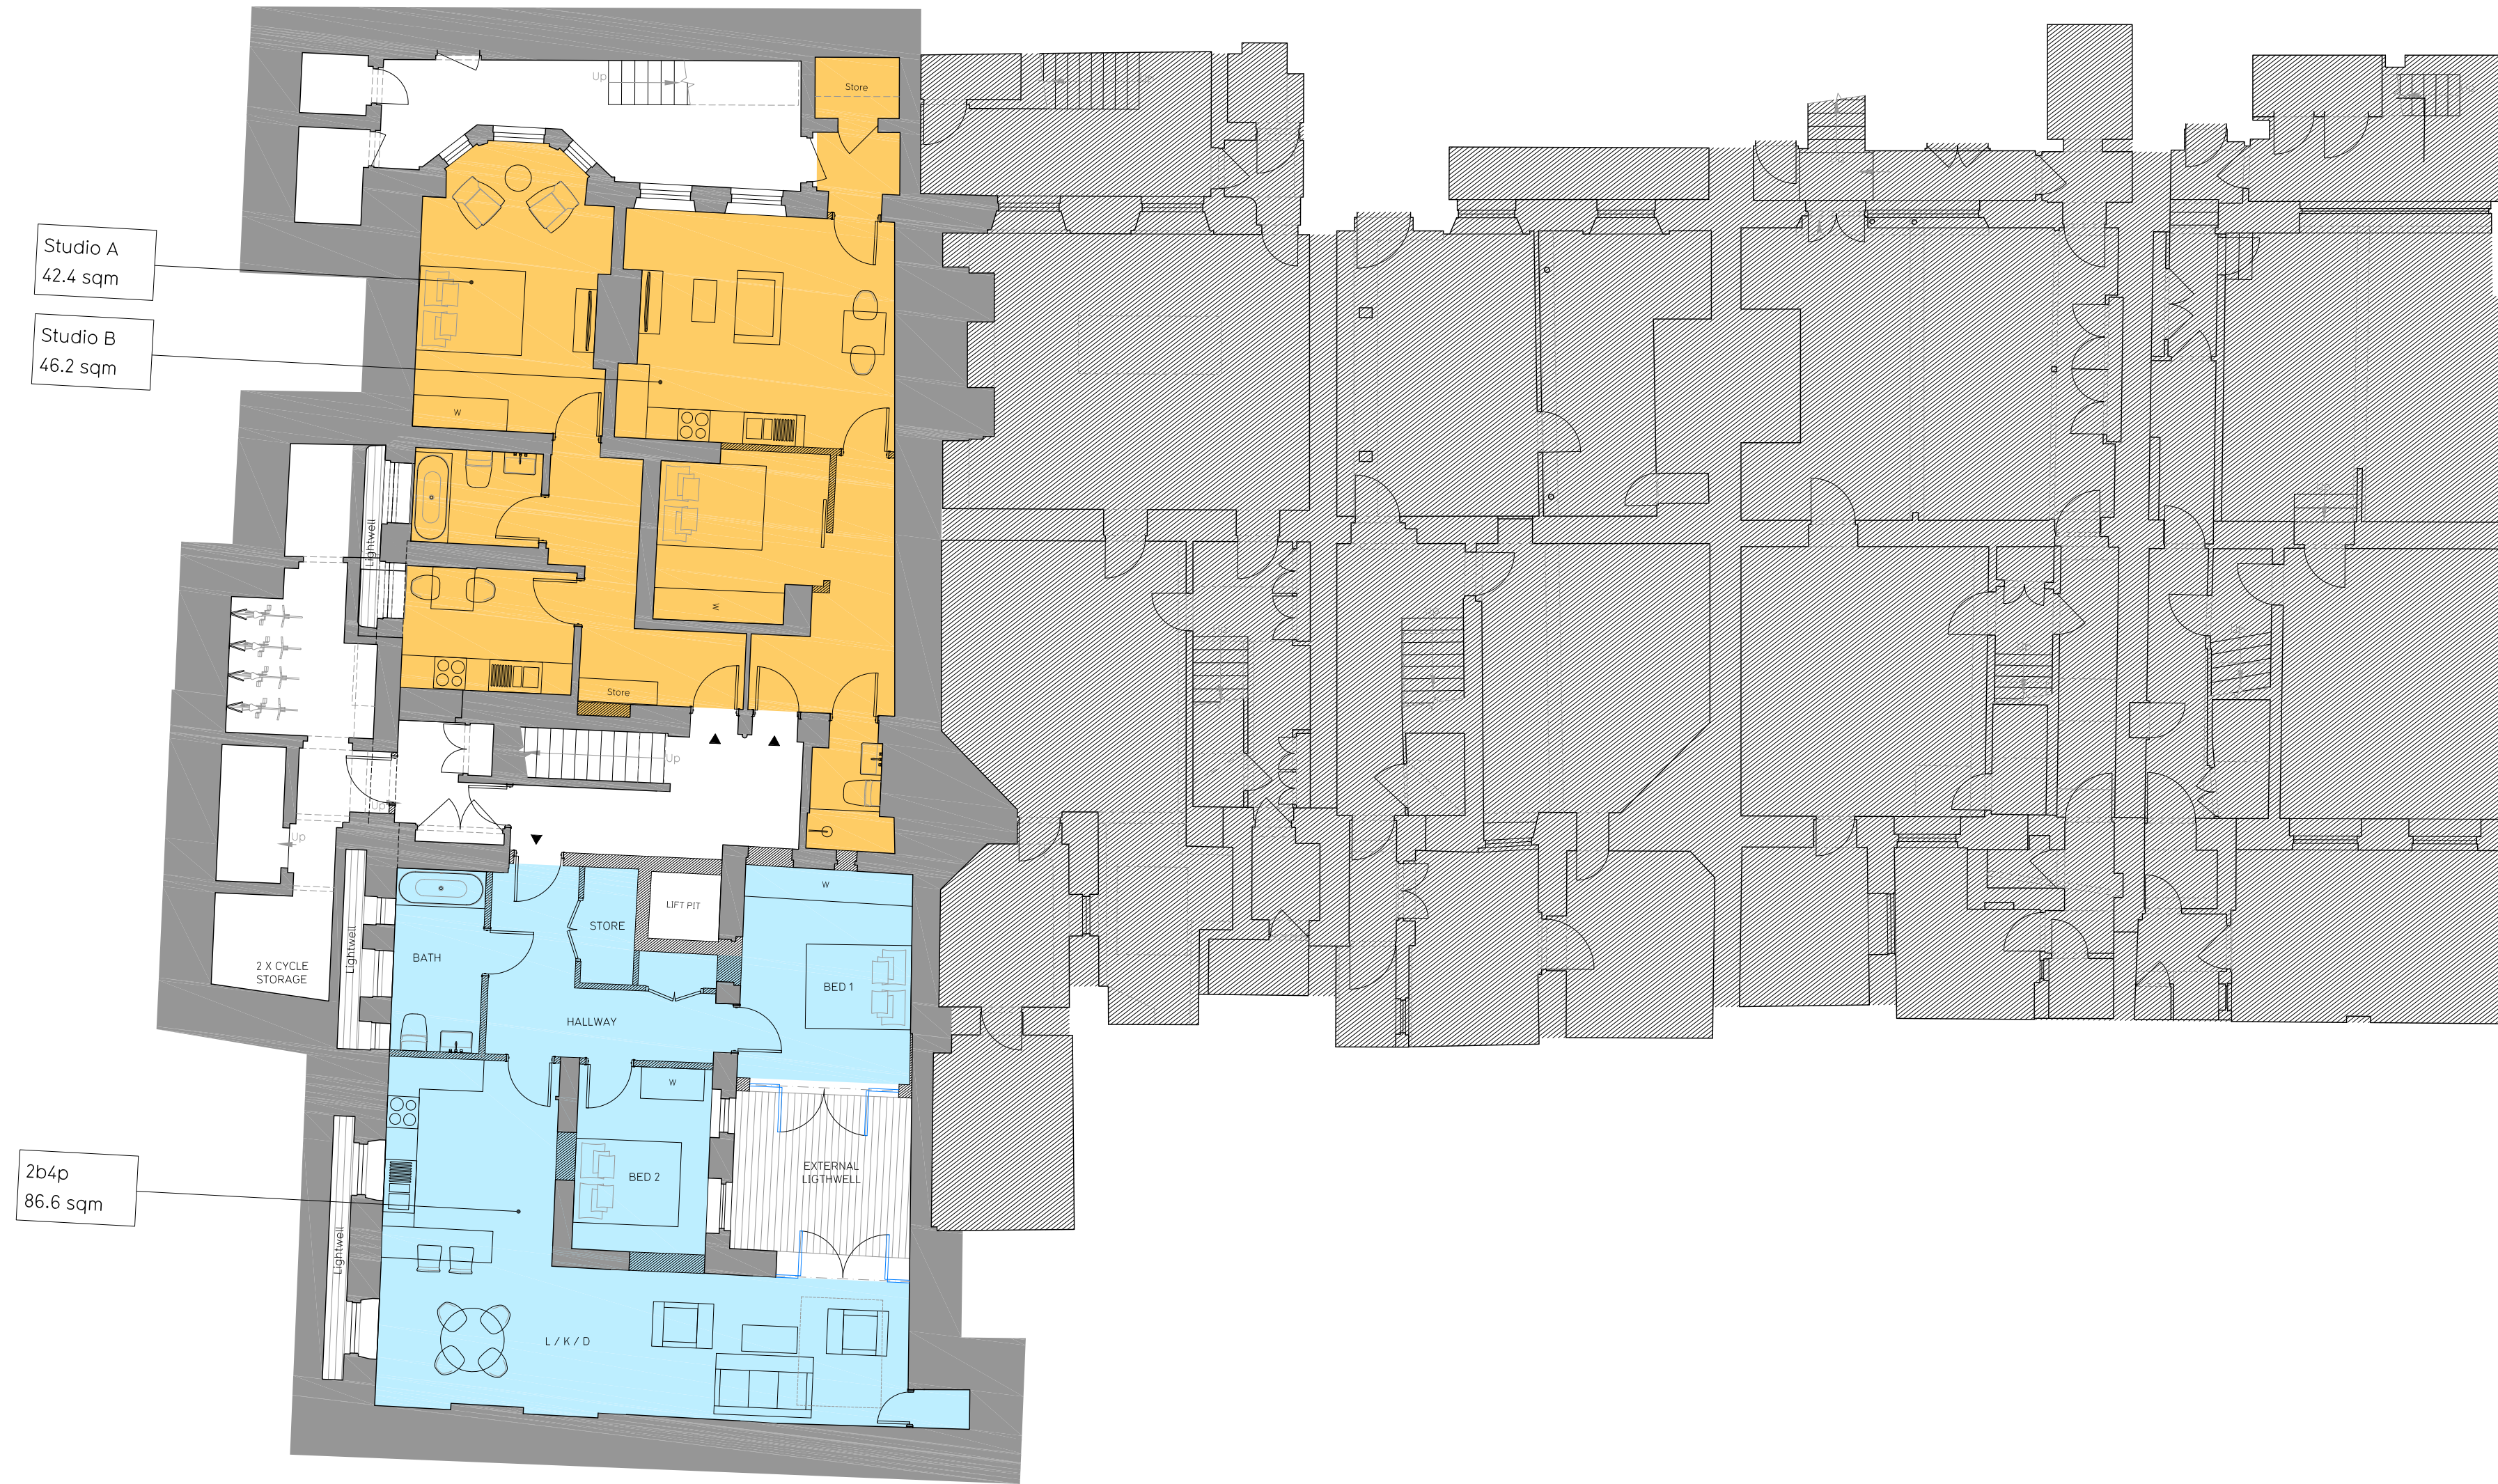 Up
Store
Studio A
42.4 sqm
Studio B
46.2 sqm
W
Lightwell
W
Store
Up
Up
Up
W
LIFT PIT
STORE
BATH
Lightwell
2 X CYCLE
STORAGE
BED 1
HALLWAY
W
2b4p
86.6 sqm
EXTERNAL
LIGTHWELL
BED 2
Lightwell
L / K / D